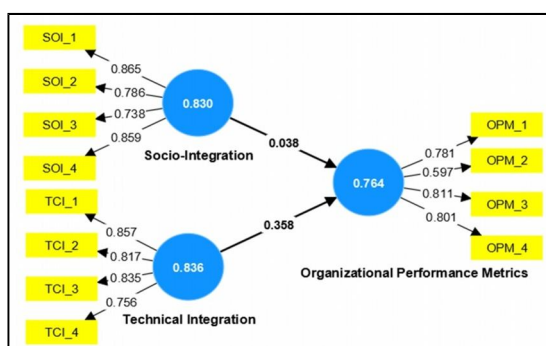 SOI_1
SOI_2
SOI_3
SOI_4
0.865
0.786
0.738
0.859
0.830
Socio-Integration
TCI_1
TCI_2
TCI_3
TCI_4
0.857
0.817
0.835
0.756
0.836
Technical Integration
0.038
0.358
0.764
Organizational Performance Metrics
0.781
0.597
0.811
0.801
OPM_1
OPM_2
OPM_3
OPM_4